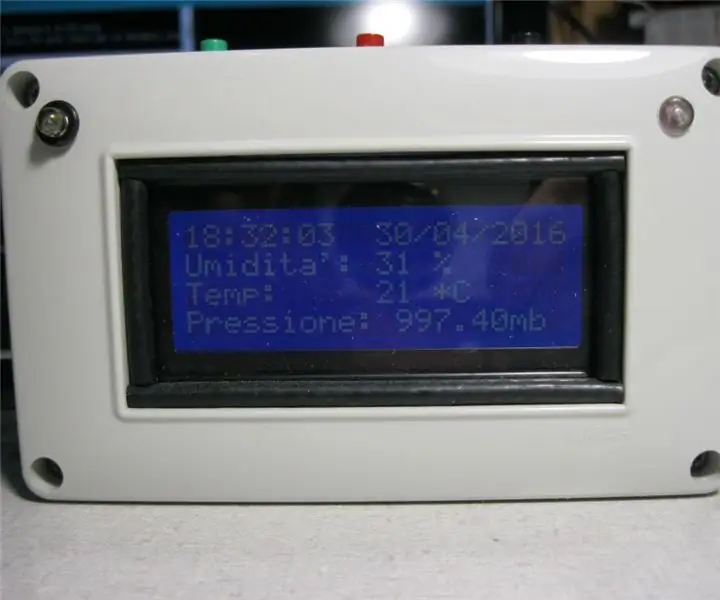 18:32:03 30/04/2016
Umidita': 31 %
Temp: 21 *C
Pressione: 997.40mb